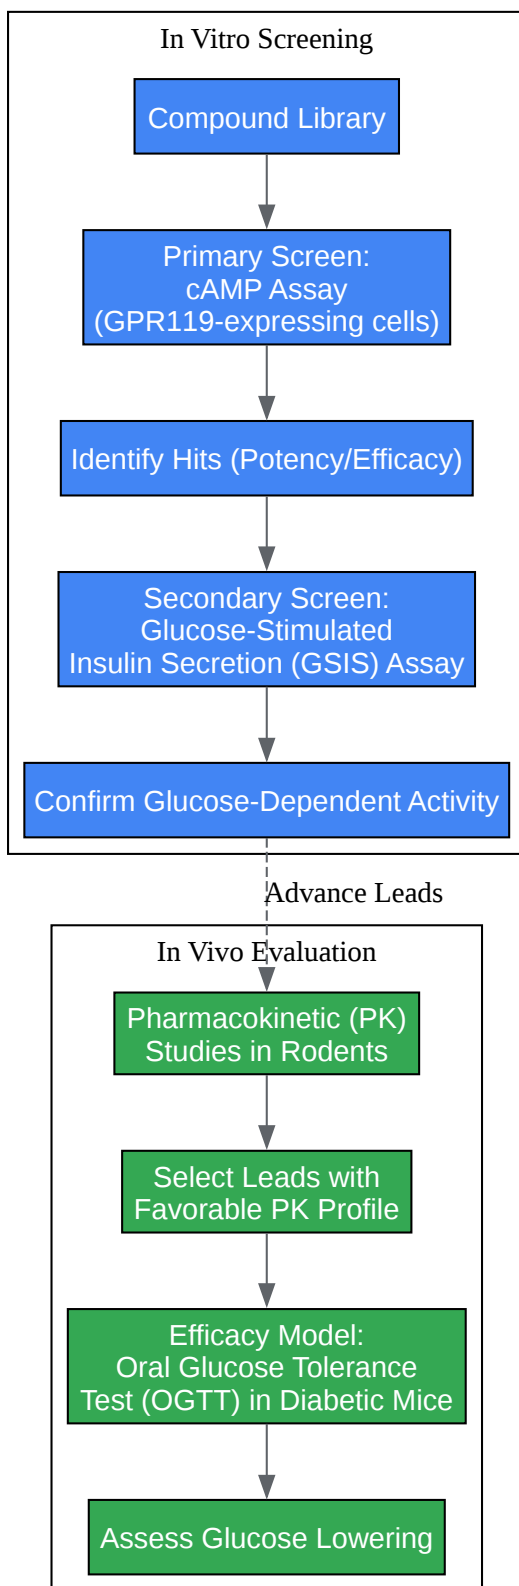 In Vitro Screening
Compound Library
Primary Screen:
cAMP Assay
(GPR119-expressing cells)
Identify Hits (Potency/Efficacy)
Secondary Screen:
Glucose-Stimulated
Insulin Secretion (GSIS) Assay
Confirm Glucose-Dependent Activity
Advance Leads
In Vivo Evaluation
Pharmacokinetic (PK)
Studies in Rodents
Select Leads with
Favorable PK Profile
Efficacy Model:
Oral Glucose Tolerance
Test (OGTT) in Diabetic Mice
Assess Glucose Lowering